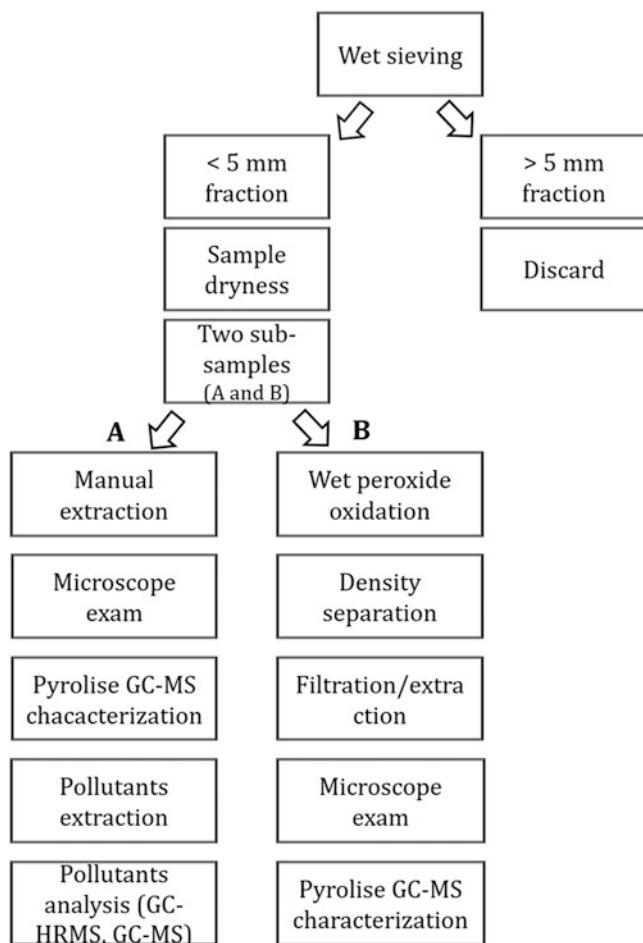 Wet sieving
< 5 mm
fraction
> 5 mm
fraction
Sample
dryness
Discard
Two sub-
samples
(A and B)
A
B
Manual
extraction
Wet peroxide
oxidation
Microscope
exam
Density
separation
Pyrolise GC-MS
chacacterization
Filtration/extra
ction
Pollutants
extraction
Microscope
exam
Pollutants
analysis (GC-
HRMS, GC-MS)
Pyrolise GC-MS
characterization